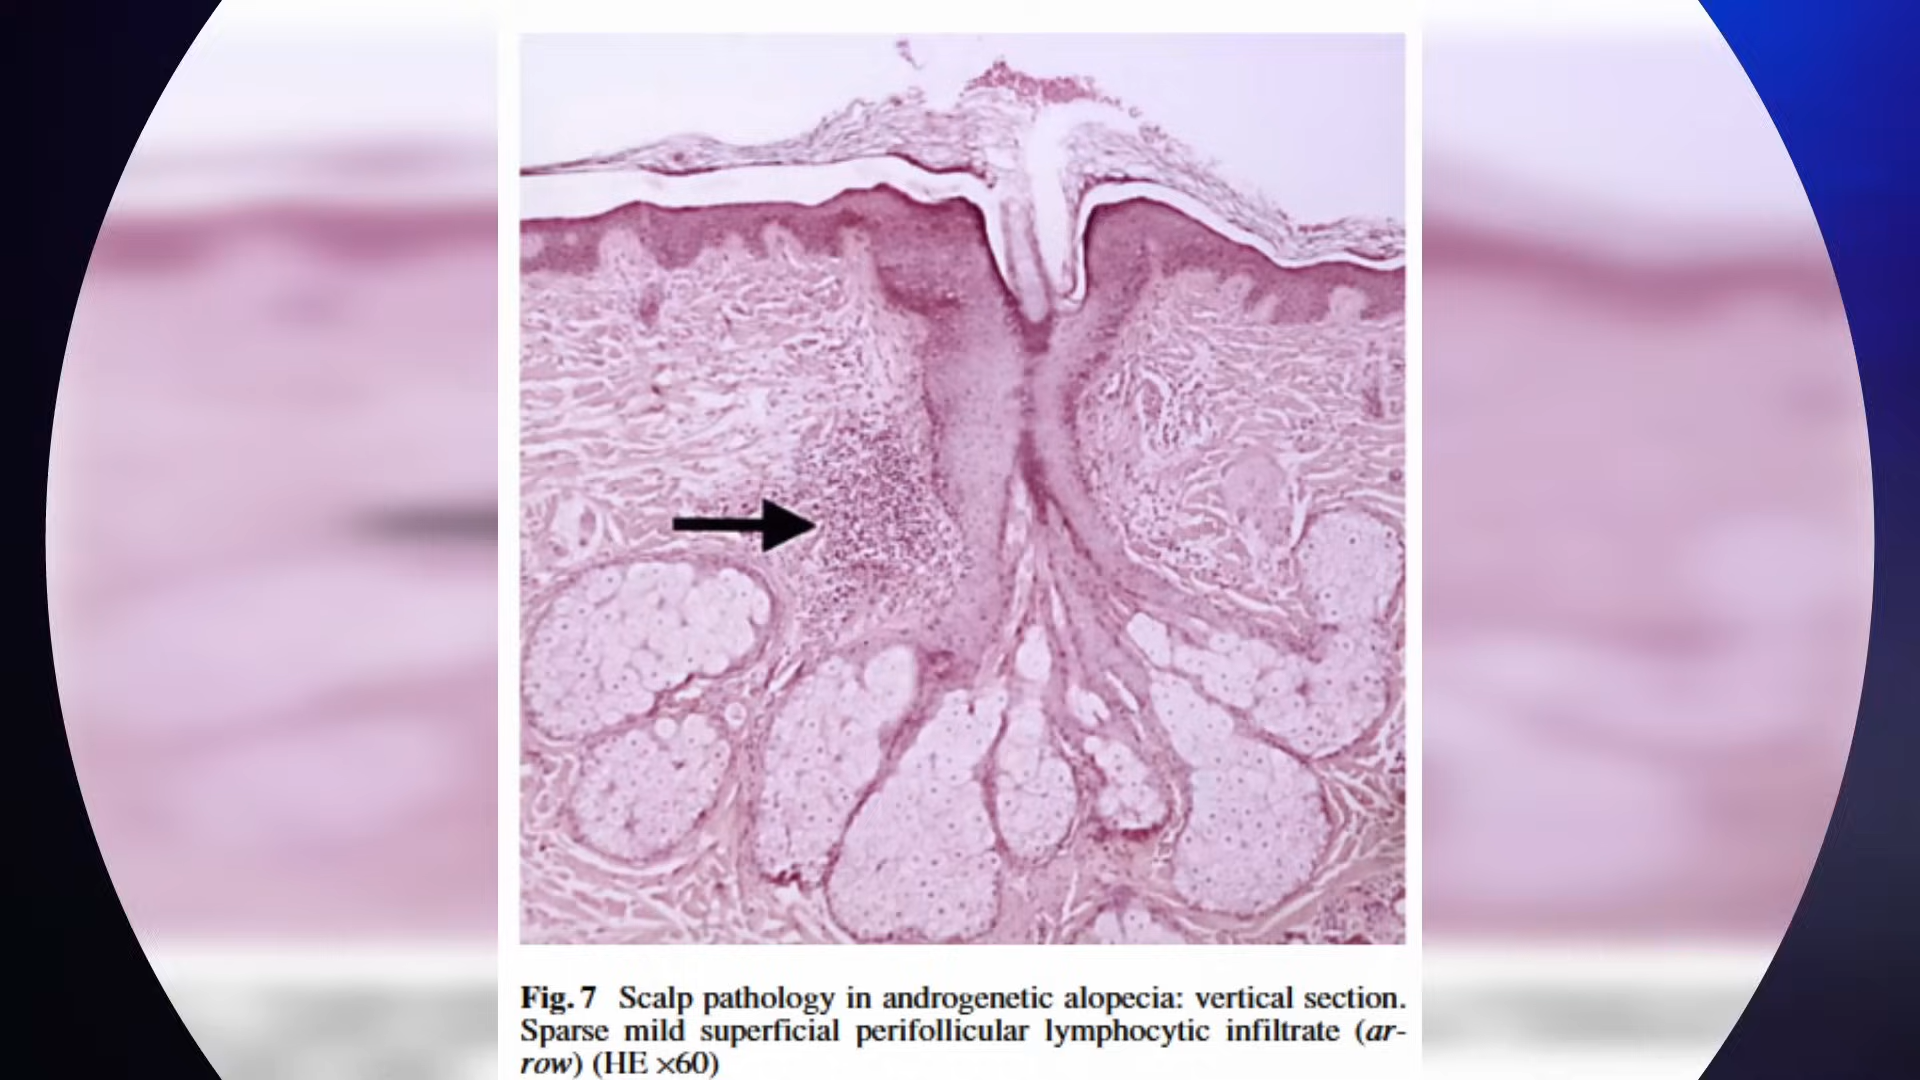 Fig. 7 Scalp pathology in androgenetic alopecia: vertical section.
Sparse mild superficial perifollicular lymphocytic infiltrate (ar-
row) (HE ×60)